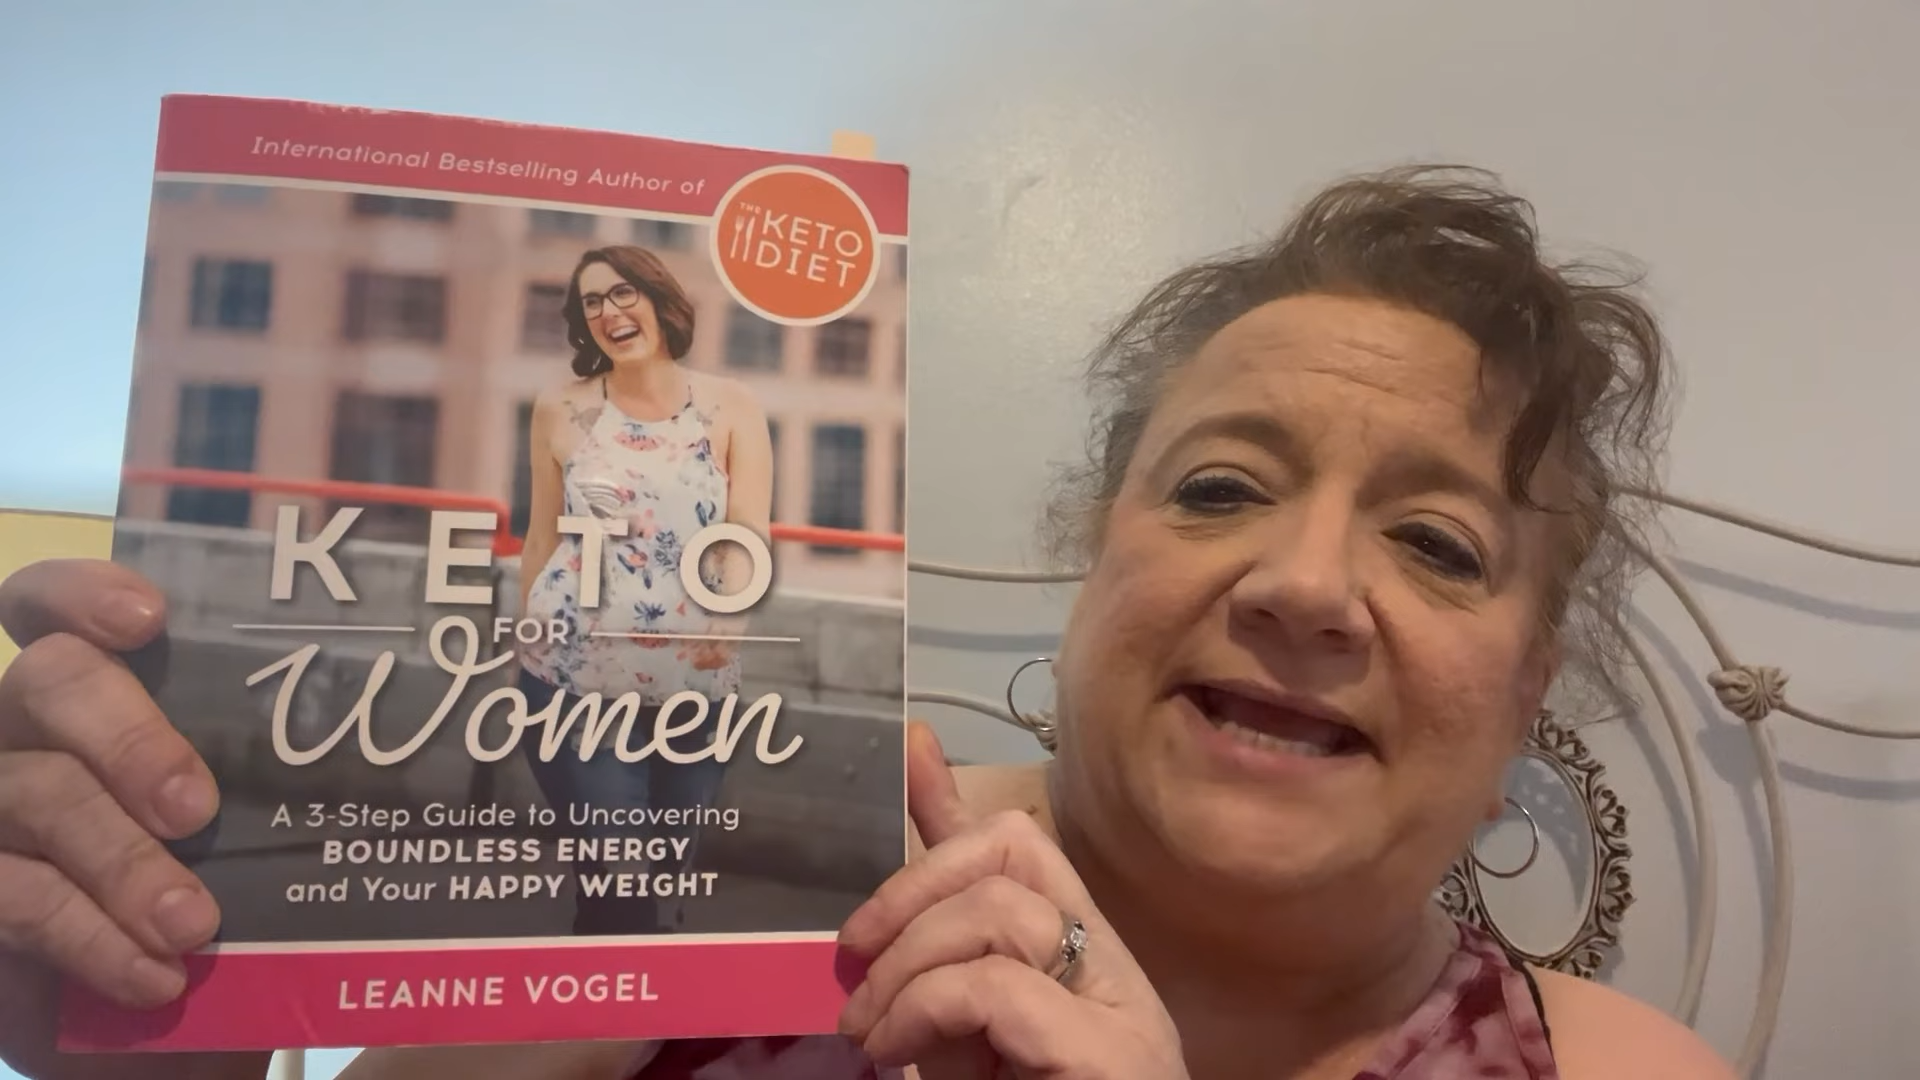 International Bestselling Author of
THE
KETO
DIET
KETO
FOR
Women
A 3-Step Guide to Uncovering
BOUNDLESS ENERGY
and Your HAPPY WEIGHT
LEANNE VOGEL